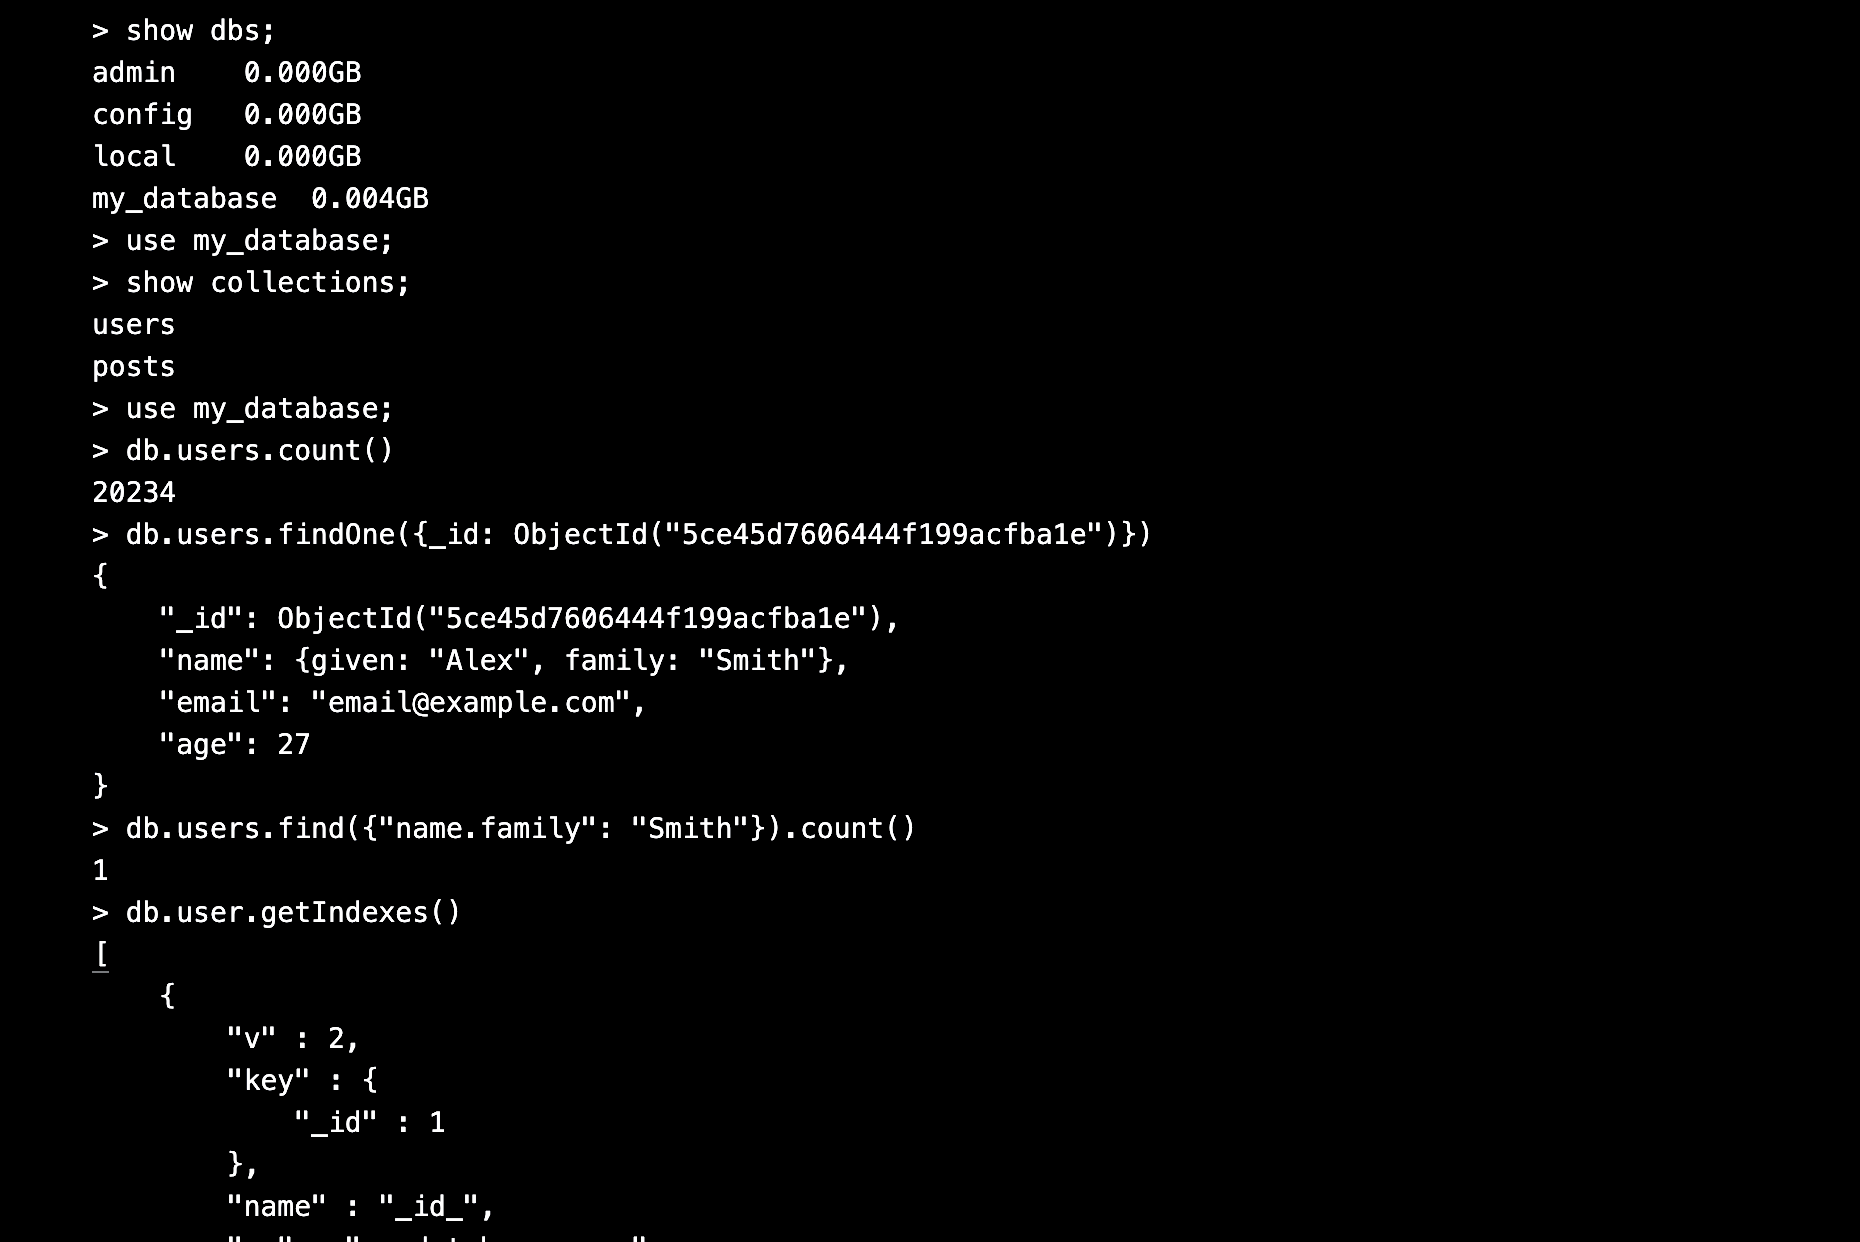 > show dbs;
admin    0.000GB
config   0.000GB
local    0.000GB
my_database  0.004GB
> use my_database;
> show collections;
users
posts
> use my_database;
> db.users.count()
20234
> db.users.findOne({_id: ObjectId("5ce45d7606444f199acfba1e")})
{
    "_id": ObjectId("5ce45d7606444f199acfba1e"),
    "name": {given: "Alex", family: "Smith"},
    "email": "email@example.com",
    "age": 27
}
> db.users.find({"name.family": "Smith"}).count()
1
> db.user.getIndexes()
[
    {
        "v" : 2,
        "key" : {
            "_id" : 1
        },
        "name" : "_id_",